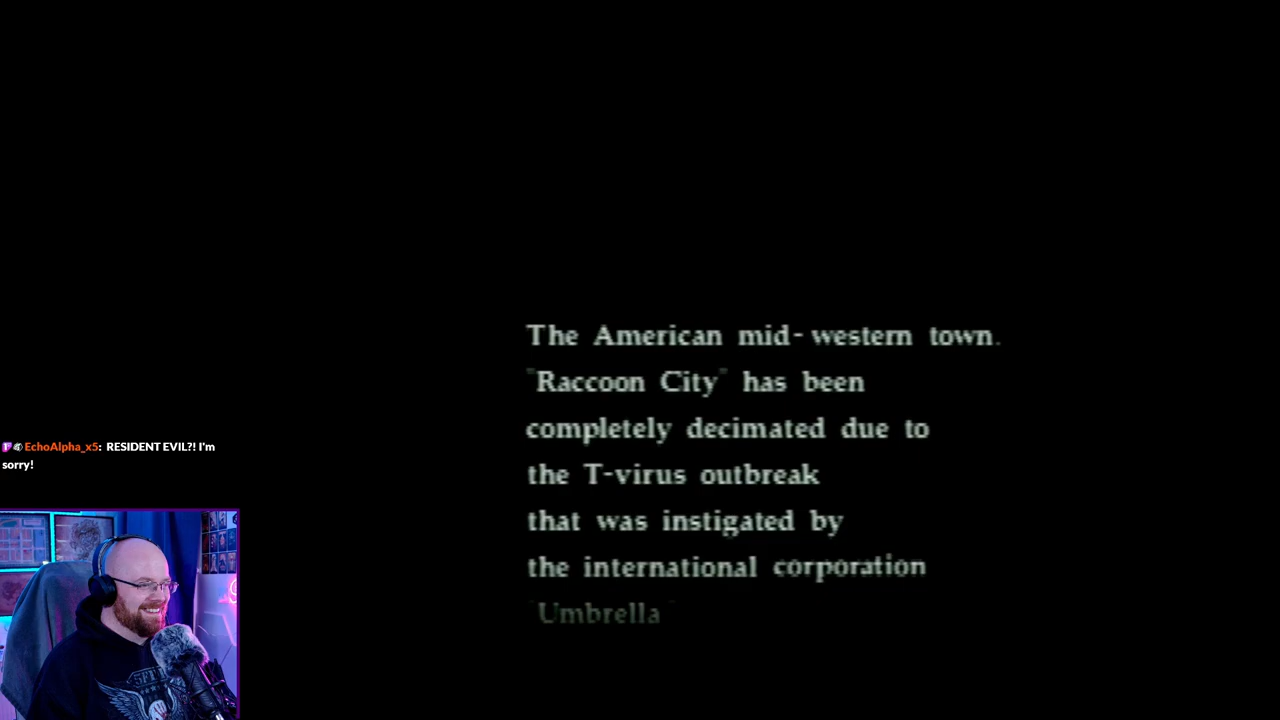 The American mid-western town.
"Raccoon City" has been
completely decimated due to
the T-virus outbreak
that was instigated by
the international corporation
"Umbrella"
EchoAlpha_x5: RESIDENT EVIL?! I'm
sorry!